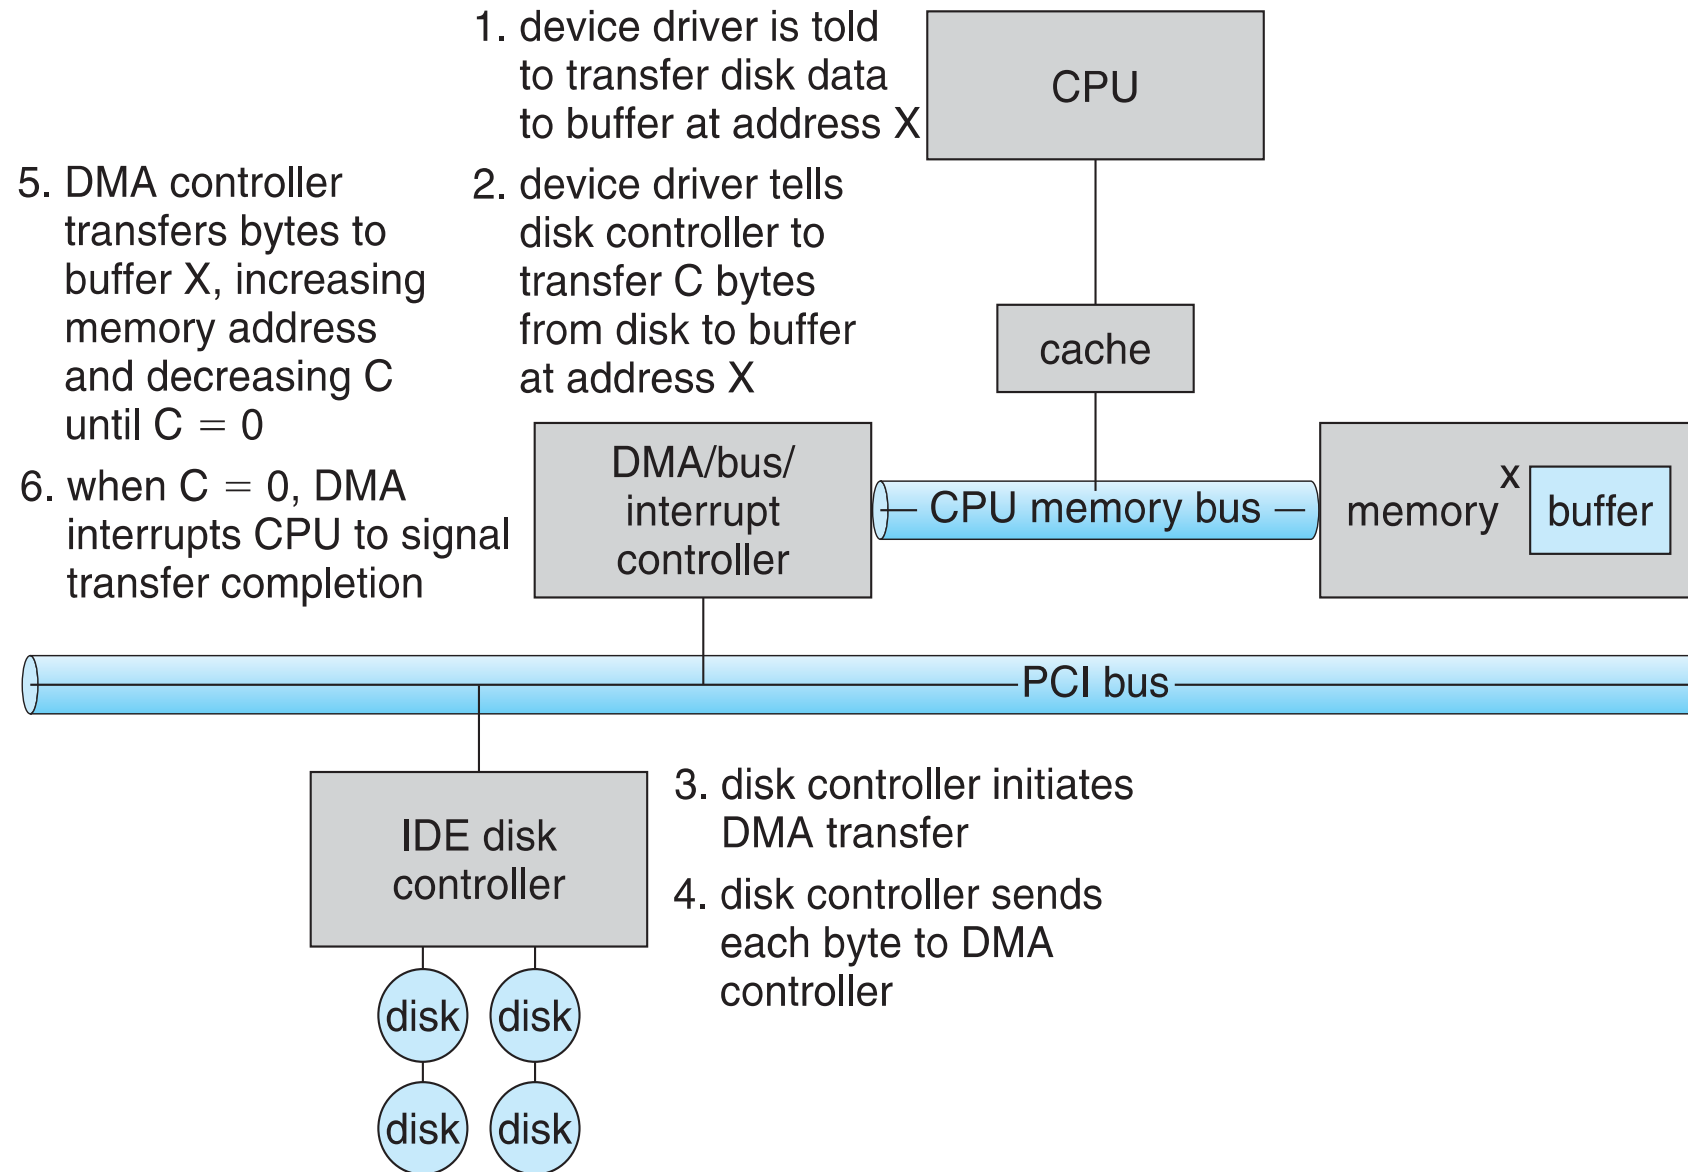 1. device driver is told
to transfer disk data
to buffer at address X
CPU
5. DMA controller
transfers bytes to
buffer X, increasing
memory address
and decreasing C
until C = 0
2. device driver tells
disk controller to
transfer C bytes
from disk to buffer
at address X
cache
6. when C = 0, DMA
interrupts CPU to signal
transfer completion
DMA/bus/
interrupt
controller
CPU memory bus
memory
x
buffer
PCI bus
IDE disk
controller
3. disk controller initiates
DMA transfer
4. disk controller sends
each byte to DMA
controller
disk
disk
disk
disk